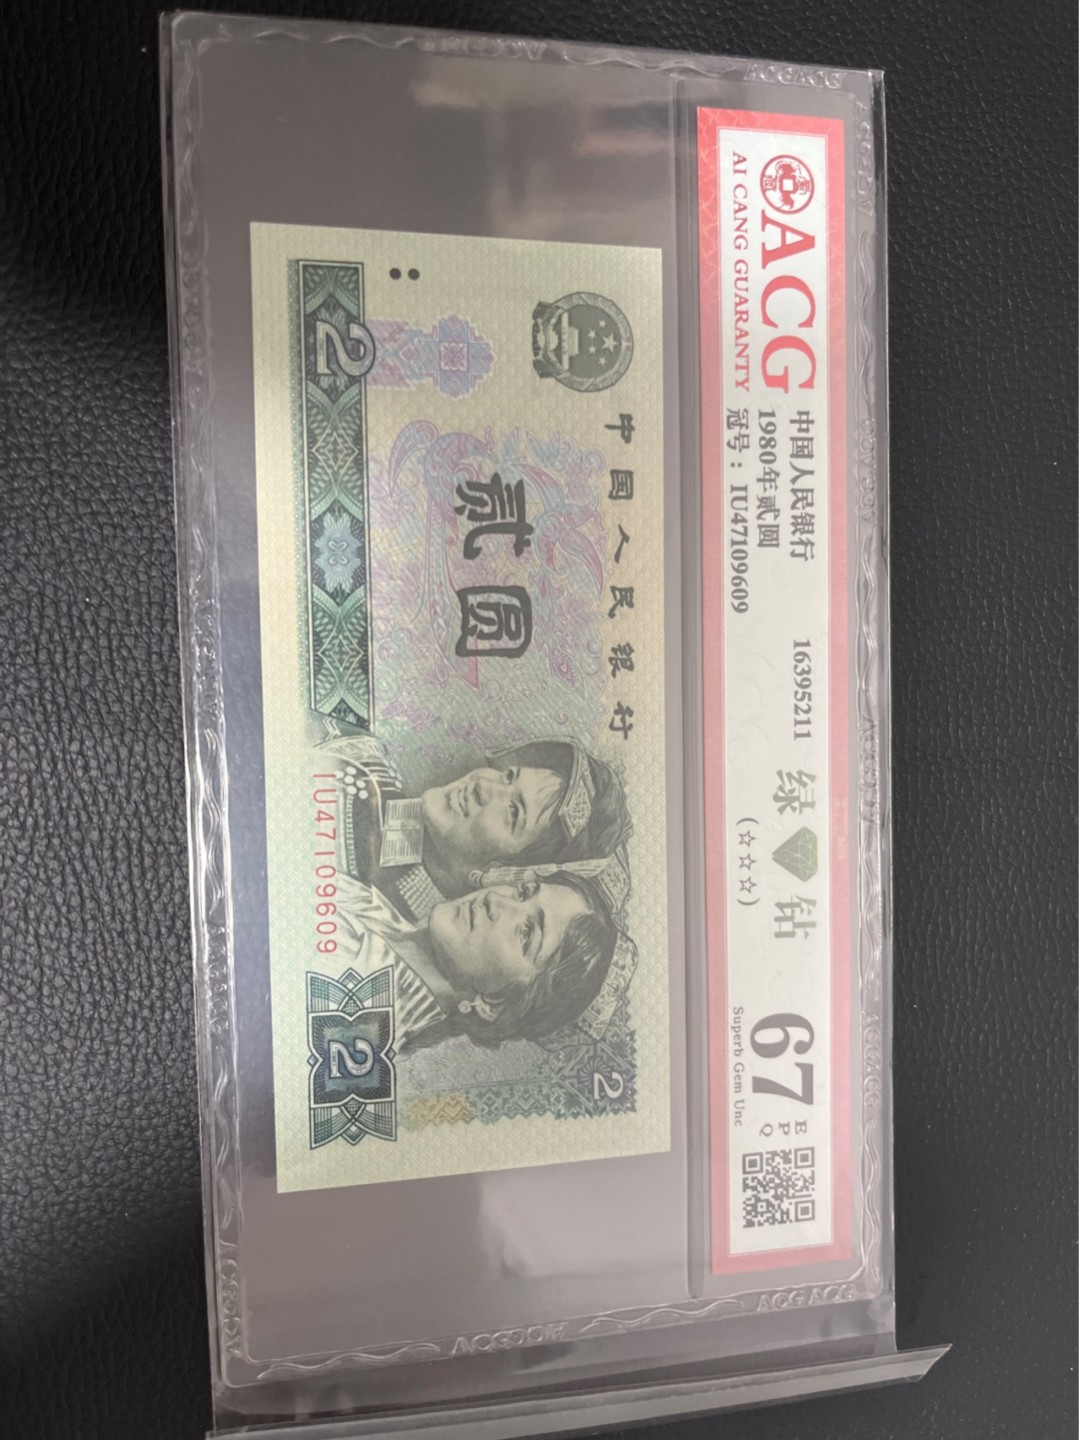 ACG
AI CANG GUARANTY
中国人民银行
1980年贰圆
冠号：IU47109609
16395211
绿钻
(☆☆☆)
67
EPQ
Superb Gem Unc
中国人民银行
贰圆
2
2
2
IU47109609
ACGACG
ACGACG